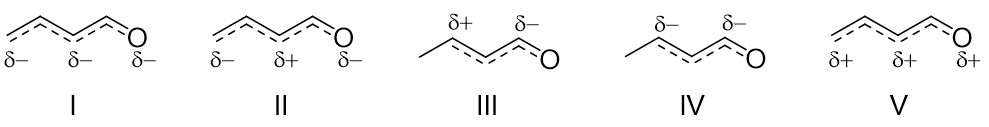 δ+ δ− δ− δ−
O O O O O
δ− δ− δ− δ− δ+ δ− δ+ δ+ δ+
I II III IV V